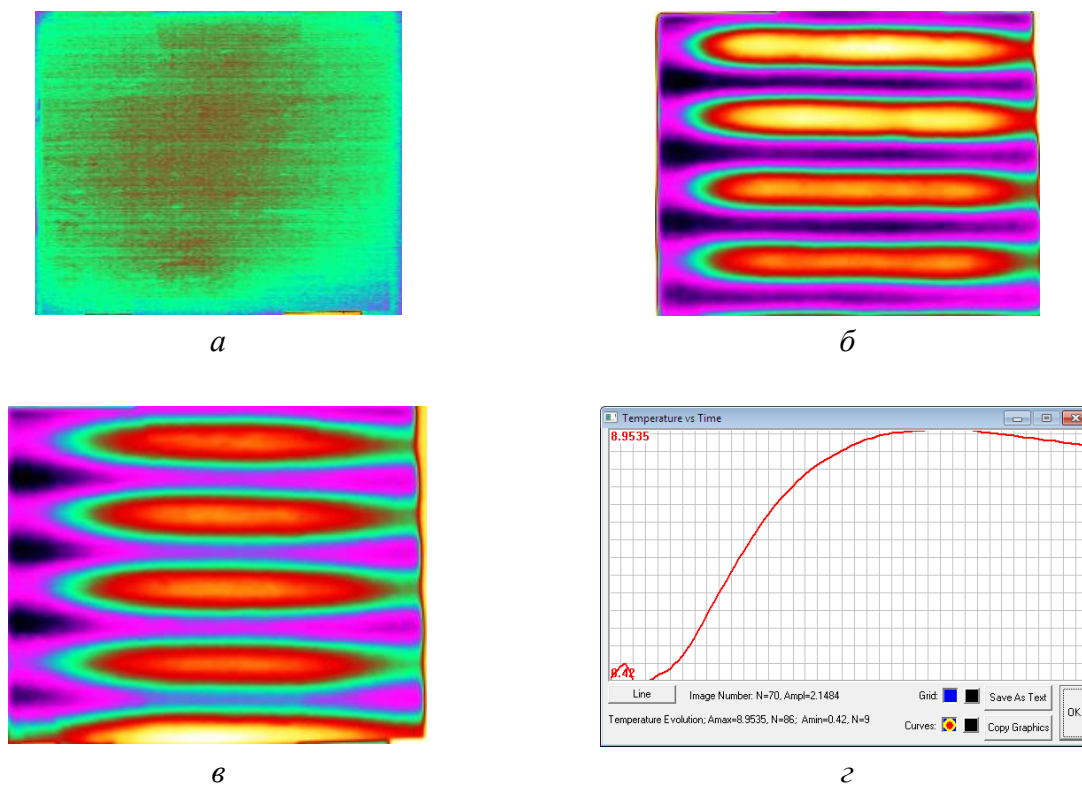 а
б
Temperature vs Time
8.9535
0.42
Line
Image Number: N=70, Ampl=2.1484
Grid:
Save As Text
OK
Temperature Evolution; Amax=8.9535, N=86; Amin=0.42, N=9
Curves:
Copy Graphics
в
г